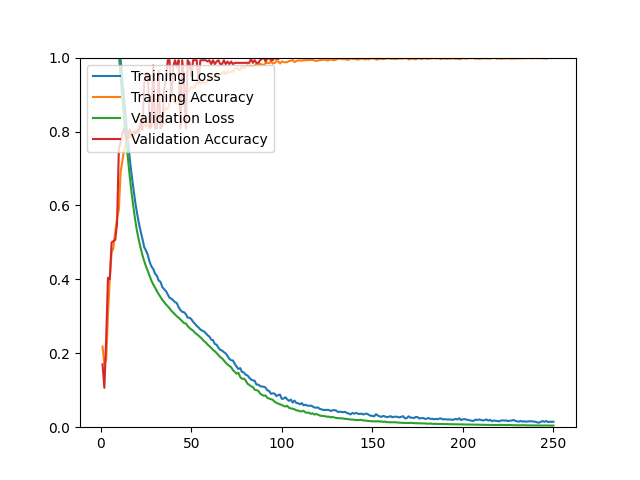 1.0
0.8
0.6
0.4
0.2
0.0
Training Loss
Training Accuracy
Validation Loss
Validation Accuracy
0 50 100 150 200 250